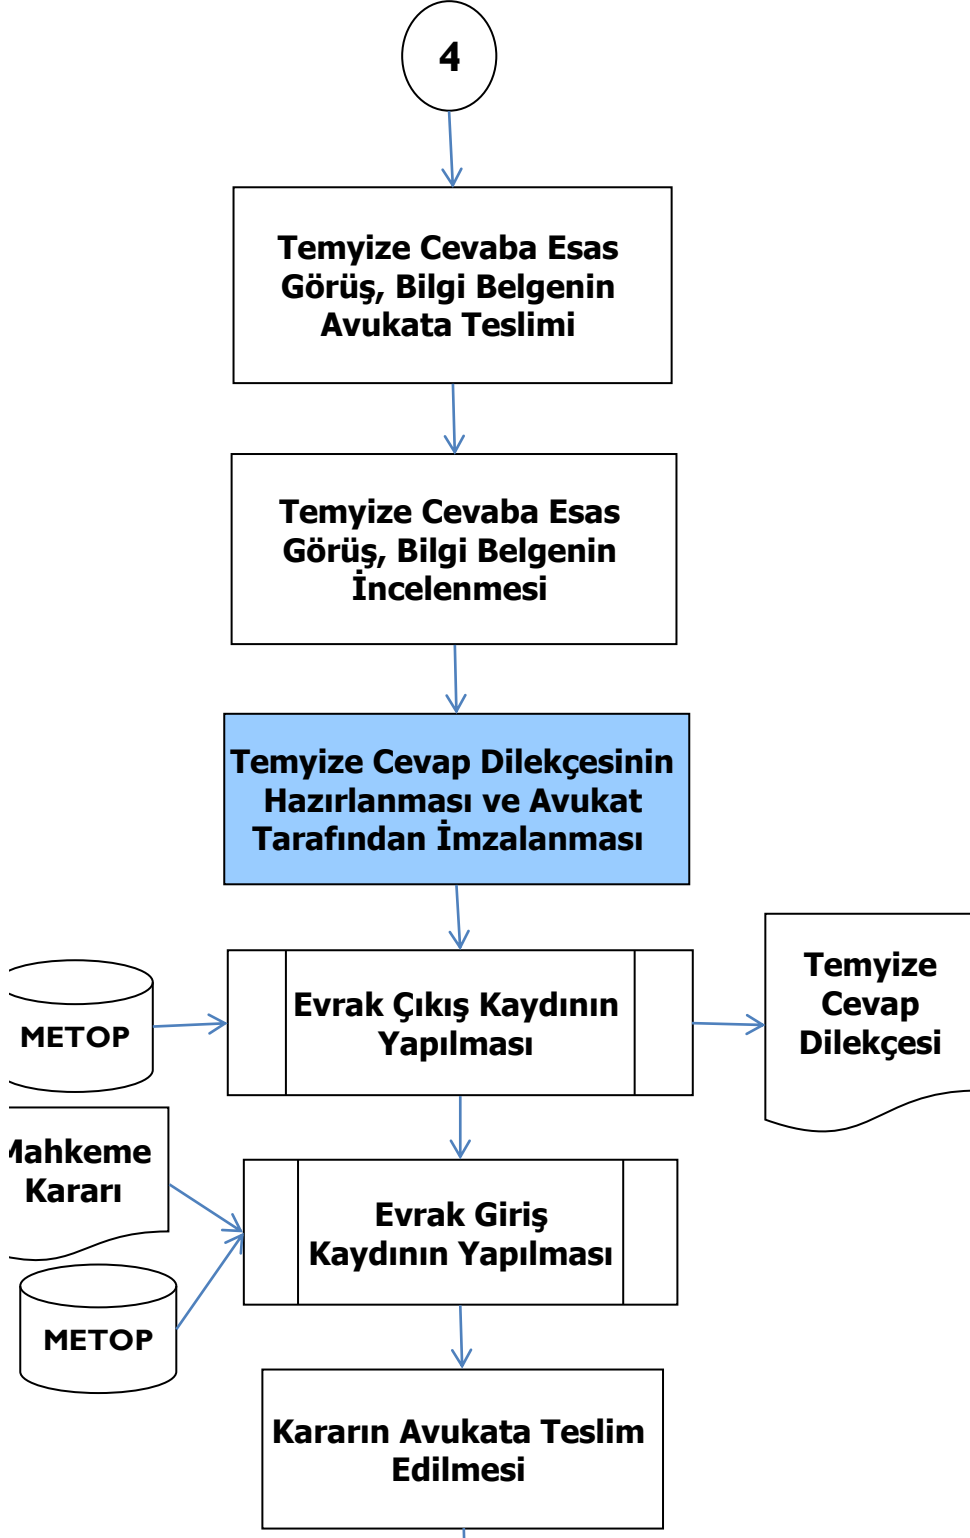 4
Temyize Cevaba Esas
Görüş, Bilgi Belgenin
Avukata Teslimi
Temyize Cevaba Esas
Görüş, Bilgi Belgenin
İncelenmesi
Temyize Cevap Dilekçesinin
Hazırlanması ve Avukat
Tarafından İmzalanması
METOP
Evrak Çıkış Kaydının
Yapılması
Temyize
Cevap
Dilekçesi
Mahkeme
Kararı
METOP
Evrak Giriş
Kaydının Yapılması
Kararın Avukata Teslim
Edilmesi